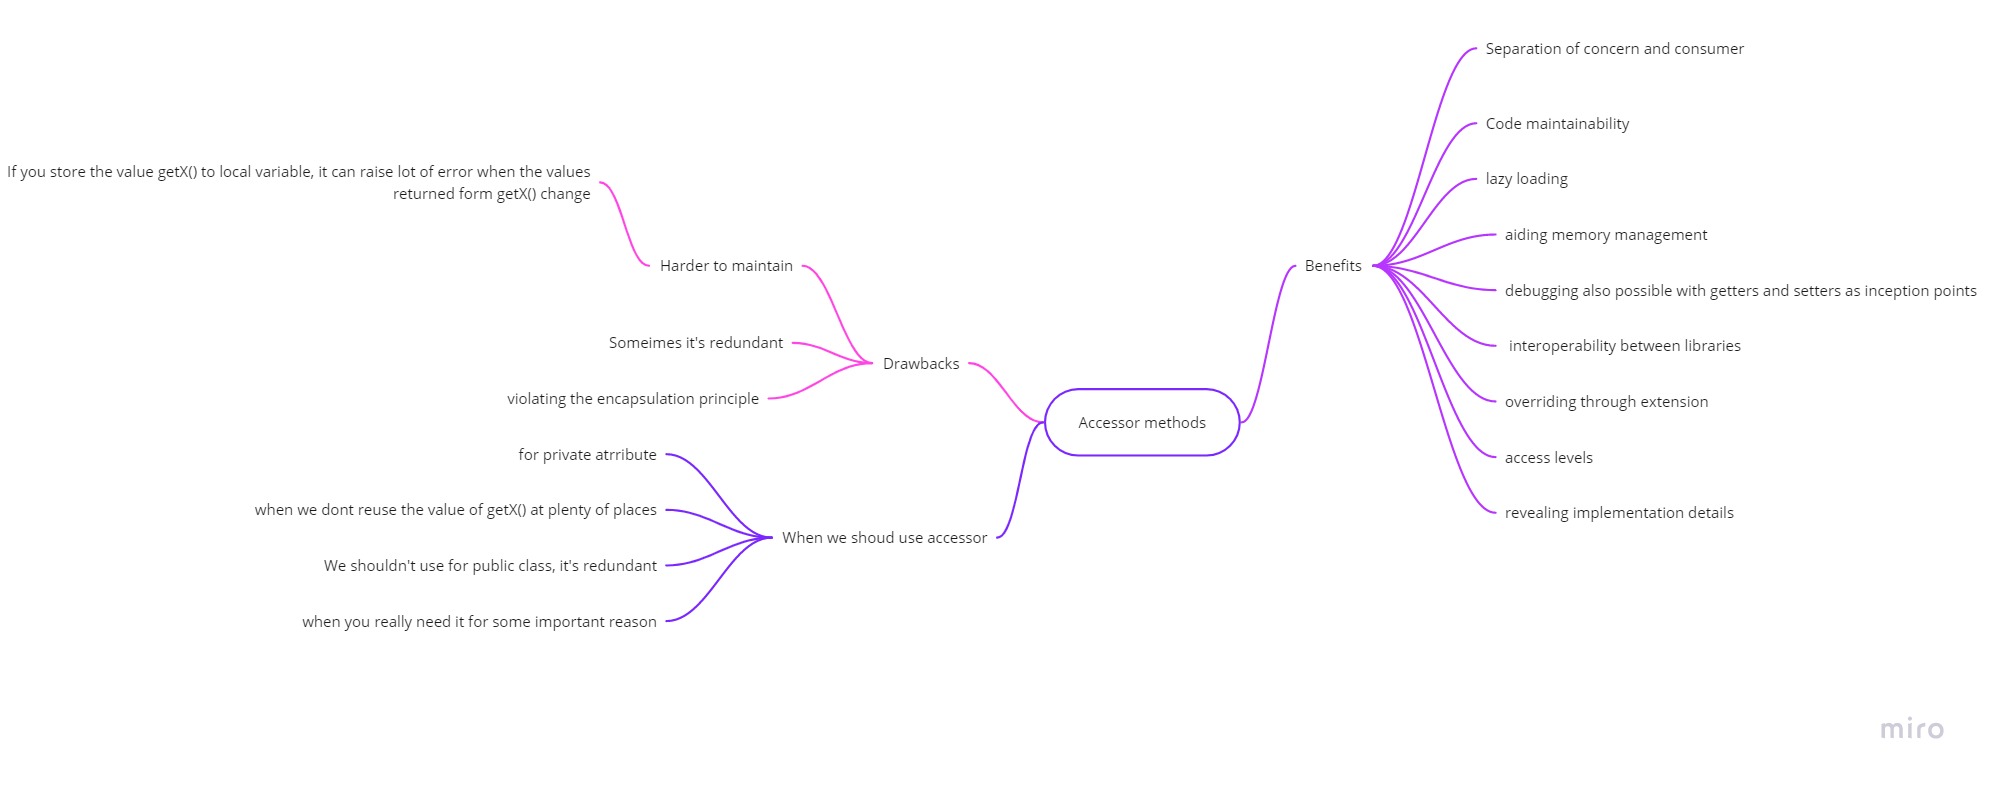 Accessor methods
Benefits
Separation of concern and consumer
Code maintainability
lazy loading
aiding memory management
debugging also possible with getters and setters as inception points
interoperability between libraries
overriding through extension
access levels
revealing implementation details
Drawbacks
Harder to maintain
If you store the value getX() to local variable, it can raise lot of error when the values
returned form getX() change
Someimes it's redundant
violating the encapsulation principle
When we shoud use accessor
for private atrribute
when we dont reuse the value of getX() at plenty of places
We shouldn't use for public class, it's redundant
when you really need it for some important reason
miro